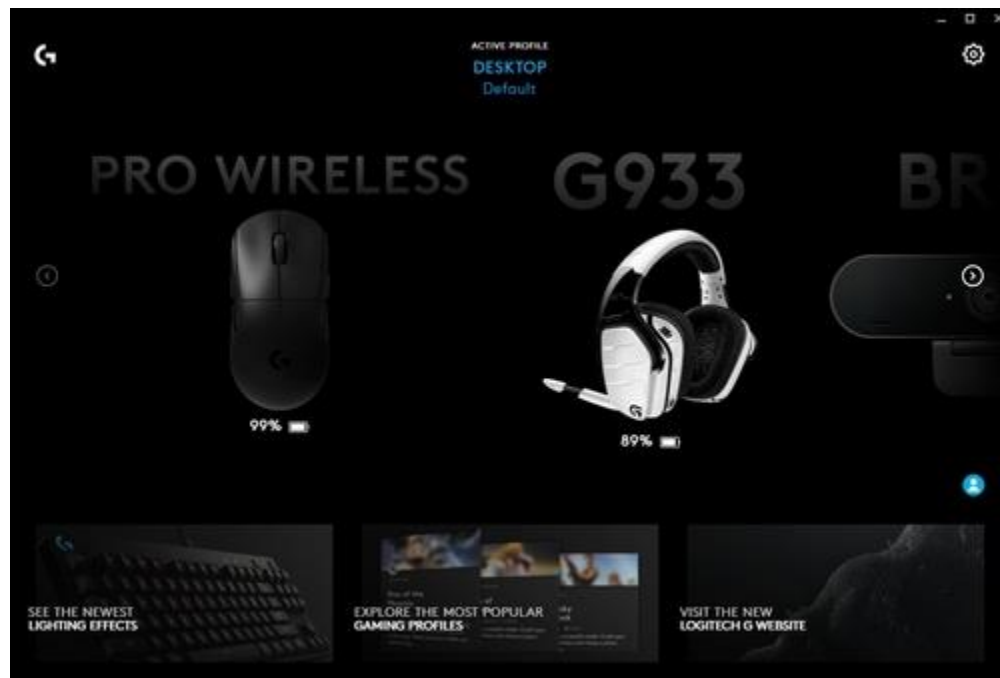 ACTIVE PROFILE
DESKTOP
Default
PRO WIRELESS
G933
BR
99%
89%
SEE THE NEWEST
LIGHTING EFFECTS
EXPLORE THE MOST POPULAR
GAMING PROFILES
VISIT THE NEW
LOGITECH G WEBSITE